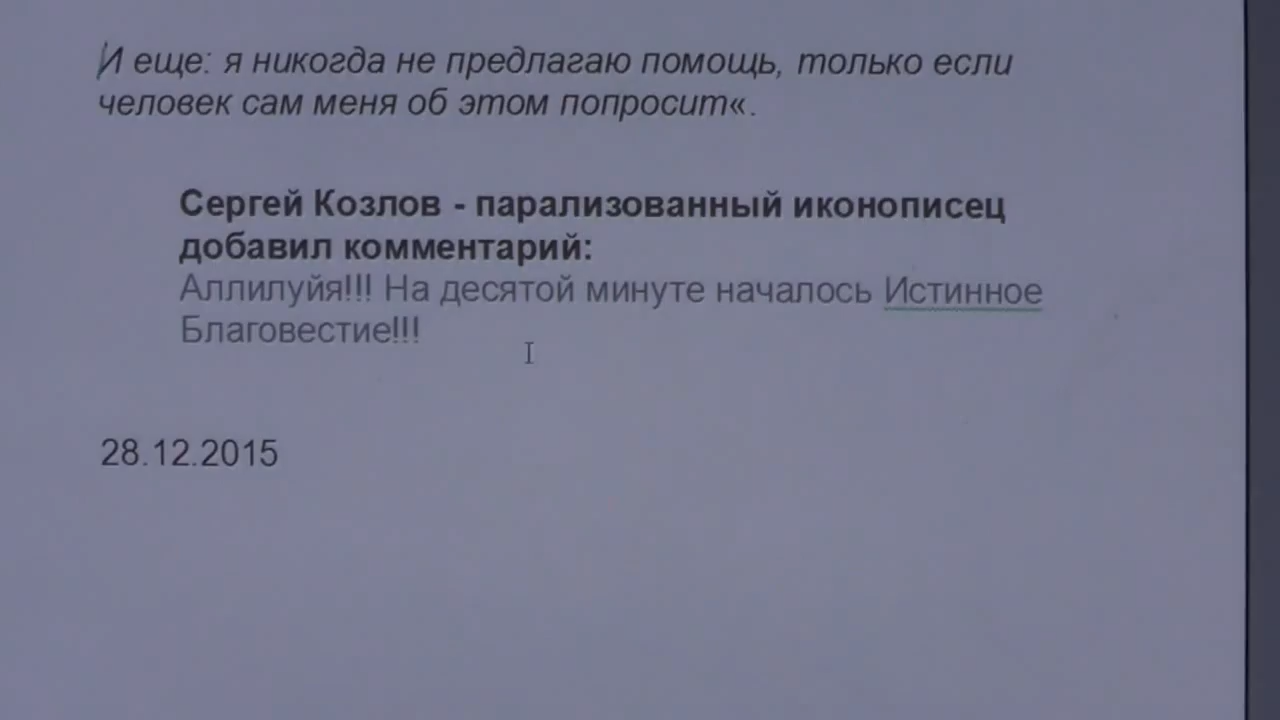 И еще: я никогда не предлагаю помощь, только если
человек сам меня об этом попросит«.
Сергей Козлов - парализованный иконописец
добавил комментарий:
Аллилуйя!!! На десятой минуте началось Истинное
Благовестие!!!
28.12.2015